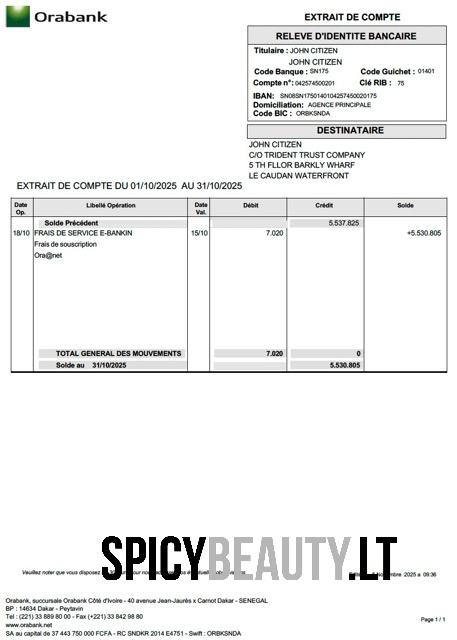 Orabank
EXTRAIT DE COMPTE
RELEVE D'IDENTITE BANCAIRE
Titulaire : JOHN CITIZEN
JOHN CITIZEN
Code Banque : SN175 Code Guichet : 01401
Compte n°: 042574500201 Clé RIB : 75
IBAN: SN08SN1750140104257450020175
Domiciliation: AGENCE PRINCIPALE
Code BIC : ORBKSNDA
DESTINATAIRE
JOHN CITIZEN
C/O TRIDENT TRUST COMPANY
5 TH FLLOR BARKLY WHARF
LE CAUDAN WATERFRONT
EXTRAIT DE COMPTE DU 01/10/2025 AU 31/10/2025
Date Op. Libellé Opération Date Val. Débit Crédit Solde
Solde Précédent 5.537.825
18/10 FRAIS DE SERVICE E-BANKIN 15/10 7.020 +5.530.805
Frais de souscription
Ora@net
TOTAL GENERAL DES MOUVEMENTS 7.020 0
Solde au 31/10/2025 5.530.805
SPICYBEAUTY.LT
Veuillez noter que vous disposez
2025 a 09:36
Orabank, succursale Orabank Côte d'Ivoire - 40 avenue Jean-Jaurès x Carnot Dakar - SENEGAL
BP : 14634 Dakar - Peytavin
Tel : (221) 33 889 80 00 - Fax (+221) 33 842 98 80
www.orabank.net
SA au capital de 37 443 750 000 FCFA - RC SNDKR 2014 E4751 - Swift : ORBKSNDA
Page 1 / 1